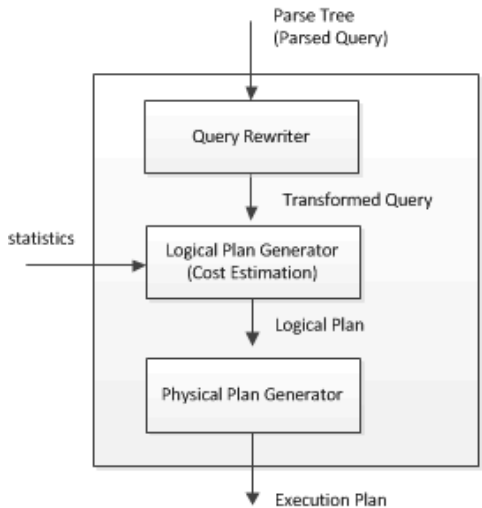 Parse Tree
(Parsed Query)
Query Rewriter
Transformed Query
statistics
Logical Plan Generator
(Cost Estimation)
Logical Plan
Physical Plan Generator
Execution Plan